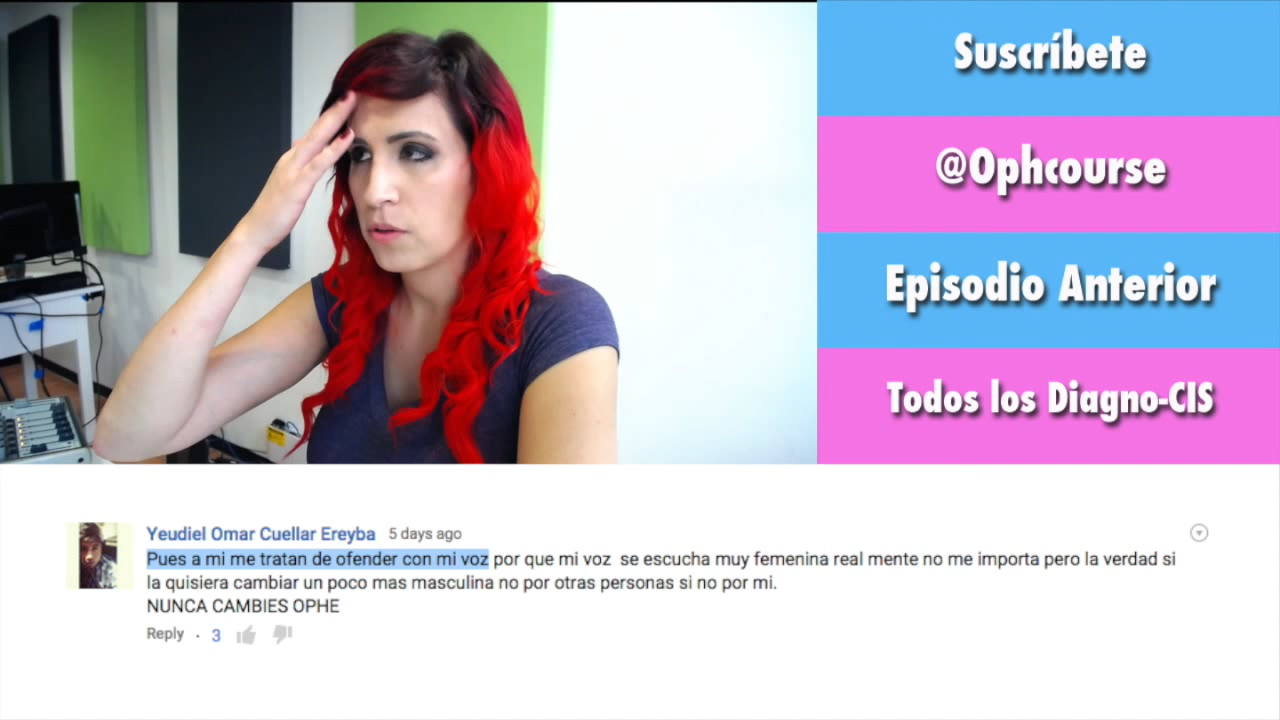 Suscríbete
@Ophcourse
Episodio Anterior
Todos los Diagno-CIS
Yeudiel Omar Cuellar Ereyba 5 days ago
Pues a mi me tratan de ofender con mi voz por que mi voz se escucha muy femenina real mente no me importa pero la verdad si
la quisiera cambiar un poco mas masculina no por otras personas si no por mi.
NUNCA CAMBIES OPHE
Reply · 3